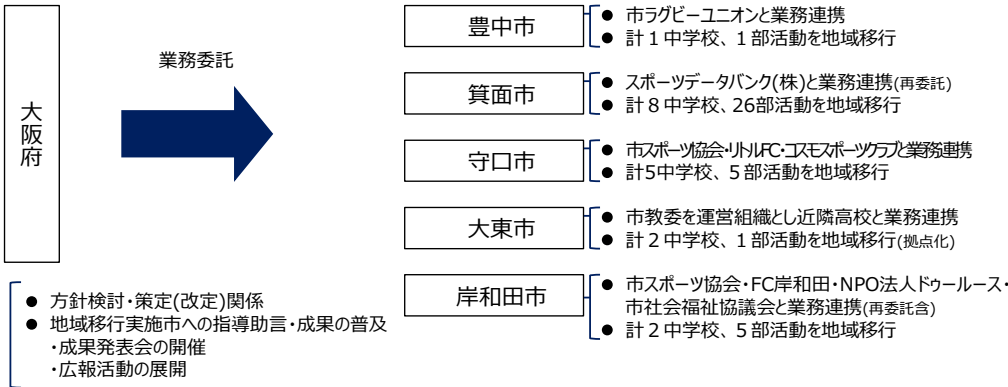 大阪府
業務委託
● 方針検討・策定(改定)関係
● 地域移行実施市への指導助言・成果の普及
・成果発表会の開催
・広報活動の展開
豊中市
● 市ラグビーユニオンと業務連携
● 計１中学校、１部活動を地域移行
箕面市
● スポーツデータバンク(株)と業務連携(再委託)
● 計８中学校、26部活動を地域移行
守口市
● 市スポーツ協会・リトルFC・コスモスポーツクラブと業務連携
● 計5中学校、５部活動を地域移行
大東市
● 市教委を運営組織とし近隣高校と業務連携
● 計２中学校、１部活動を地域移行(拠点化)
岸和田市
● 市スポーツ協会・FC岸和田・NPO法人ドゥールース・
市社会福祉協議会と業務連携(再委託含)
● 計２中学校、５部活動を地域移行